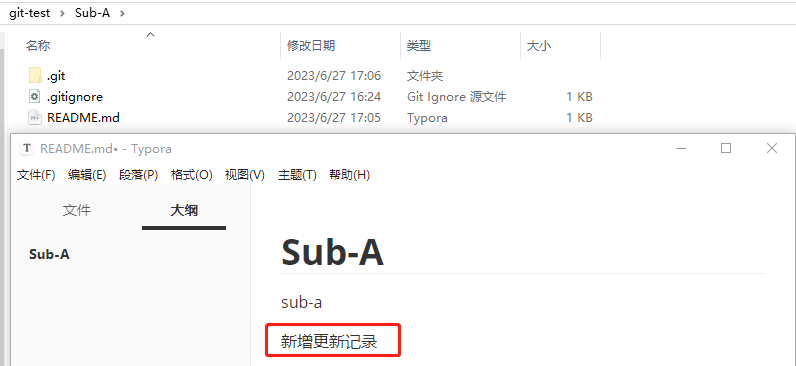 git-test > Sub-A >
名称 修改日期 类型 大小
.git 2023/6/27 17:06 文件夹
.gitignore 2023/6/27 16:24 Git Ignore 源文件 1 KB
README.md 2023/6/27 17:05 Typora 1 KB
T README.md• - Typora
文件(F) 编辑(E) 段落(P) 格式(O) 视图(V) 主题(T) 帮助(H)
文件 大纲
Sub-A
Sub-A
sub-a
新增更新记录